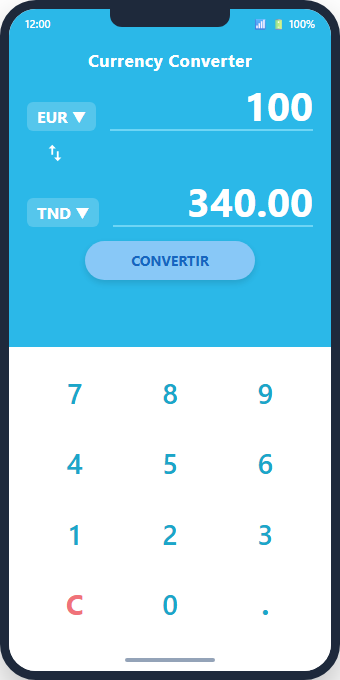 12:00 100%
Currency Converter
EUR ▼ 100
TND ▼ 340.00
CONVERTIR
7 8 9
4 5 6
1 2 3
C 0 .